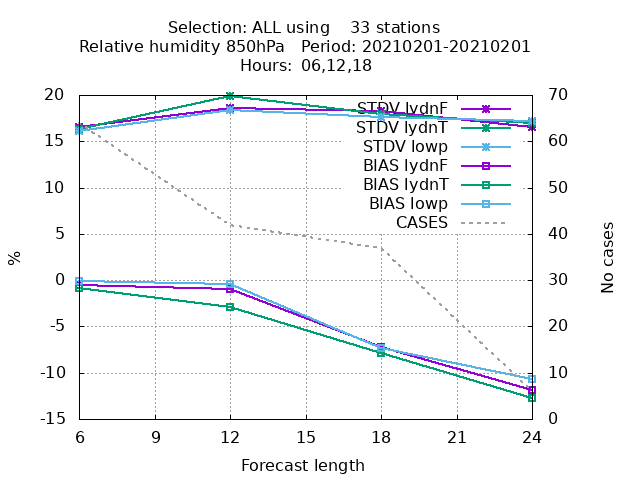 Selection: ALL using    33 stations
Relative humidity 850hPa   Period: 20210201-20210201
Hours:  06,12,18
20
15
10
5
0
-5
-10
-15
%
STDV lydnF
STDV lydnT
STDV lowp
BIAS lydnF
BIAS lydnT
BIAS lowp
CASES
70
60
50
40
30
20
10
0
No cases
6 9 12 15 18 21 24
Forecast length